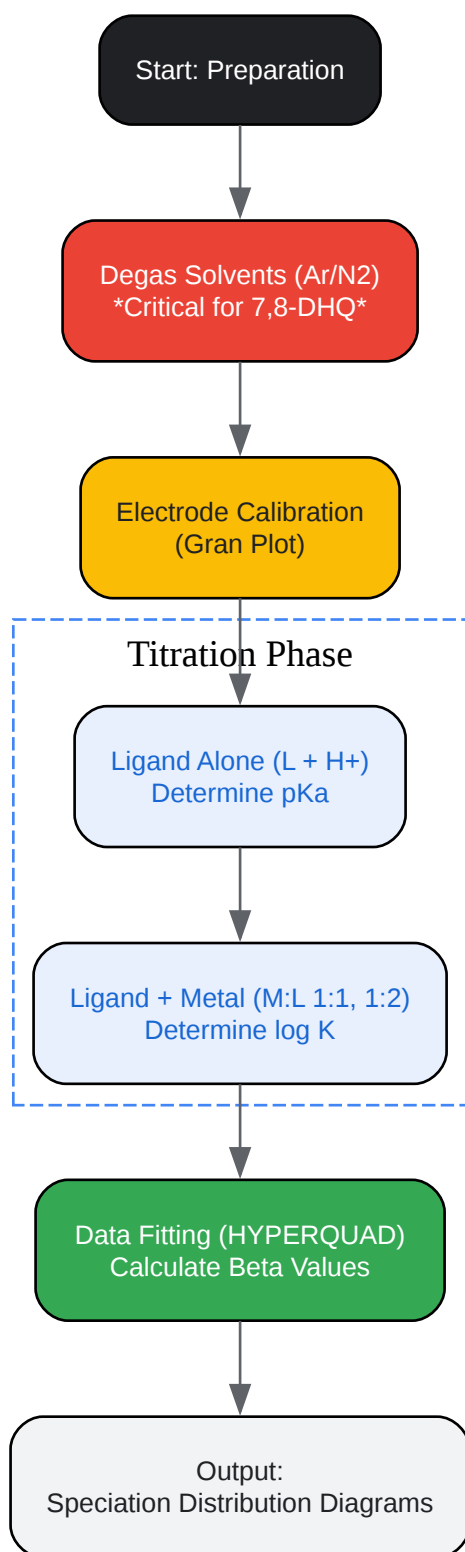 Start: Preparation
Degas Solvents (Ar/N2)
*Critical for 7,8-DHQ*
Electrode Calibration
(Gran Plot)
Titration Phase
Ligand Alone (L + H+)
Determine pKa
Ligand + Metal (M:L 1:1, 1:2)
Determine log K
Data Fitting (HYPERQUAD)
Calculate Beta Values
Output:
Speciation Distribution Diagrams